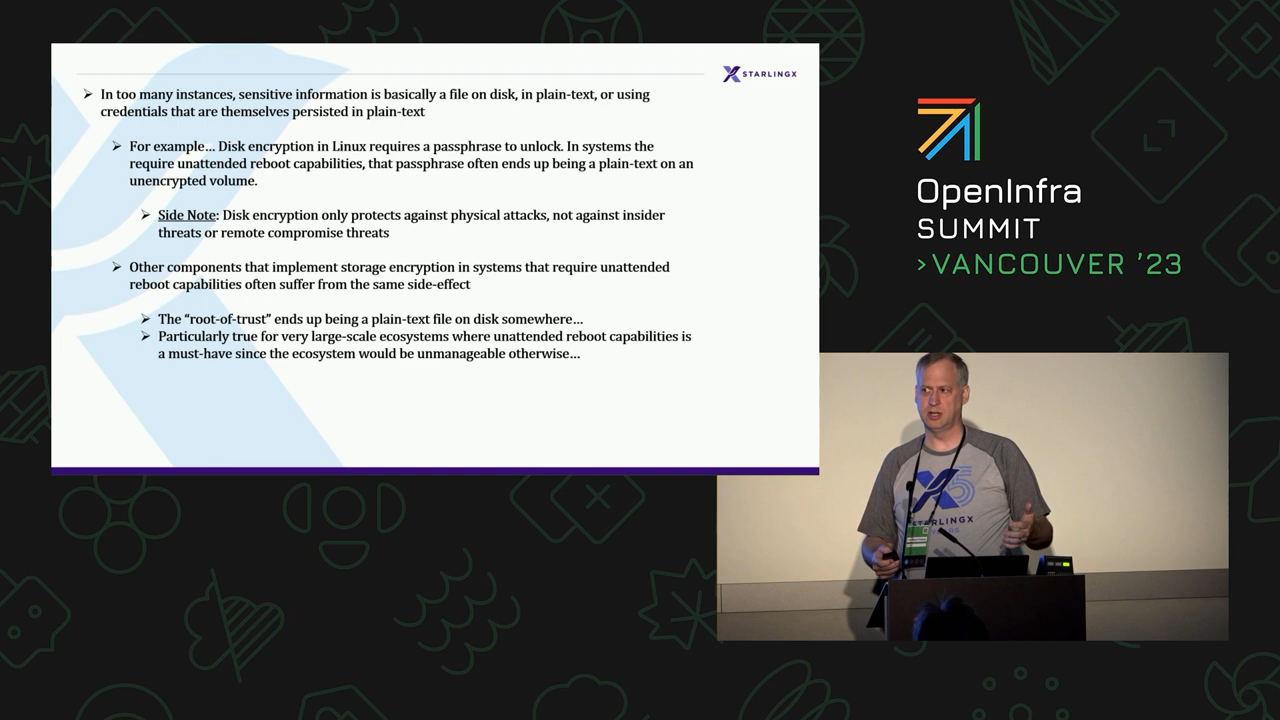 STARLINGX
➢ In too many instances, sensitive information is basically a file on disk, in plain-text, or using
credentials that are themselves persisted in plain-text
➢ For example… Disk encryption in Linux requires a passphrase to unlock. In systems the
require unattended reboot capabilities, that passphrase often ends up being a plain-text on an
unencrypted volume.
➢ Side Note: Disk encryption only protects against physical attacks, not against insider
threats or remote compromise threats
➢ Other components that implement storage encryption in systems that require unattended
reboot capabilities often suffer from the same side-effect
➢ The “root-of-trust” ends up being a plain-text file on disk somewhere…
➢ Particularly true for very large-scale ecosystems where unattended reboot capabilities is
a must-have since the ecosystem would be unmanageable otherwise…
OpenInfra
SUMMIT
>VANCOUVER ’23
X5
STARLINGX